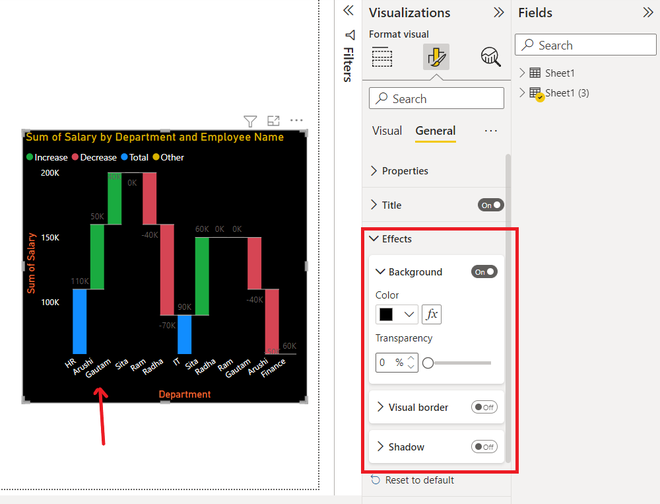 Visualizations
Fields
Format visual
Filters
Search
Search
Sheet1
Sheet1 (3)
Visual General ...
Properties
Title On
Effects
Background On
Color
fx
Transparency
0 %
Visual border Off
Shadow Off
Reset to default
Sum of Salary by Department and Employee Name
Increase Decrease Total Other
200K
150K
100K
Sum of Salary
110K
50K
0K
-40K
-70K
90K
60K
0K
0K
-40K
60K
HR
Arushi
Gautam
Sita
Ram
Radha
IT
Sita
Radha
Ram
Gautam
Arushi
Finance
Department